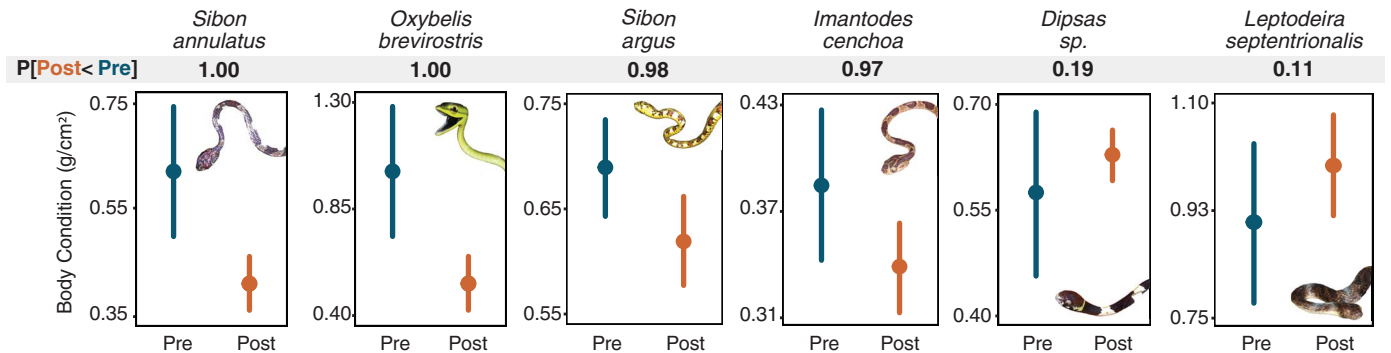 Sibon annulatus
Oxybelis brevirostris
Sibon argus
Imantodes cenchoa
Dipsas sp.
Leptodeira septentrionalis
P[Post< Pre] 1.00 1.00 0.98 0.97 0.19 0.11
Body Condition (g/cm²)
0.75
0.55
0.35
Pre Post
1.30
0.85
0.40
Pre Post
0.75
0.65
0.55
Pre Post
0.43
0.37
0.31
Pre Post
0.70
0.55
0.40
Pre Post
1.10
0.93
0.75
Pre Post